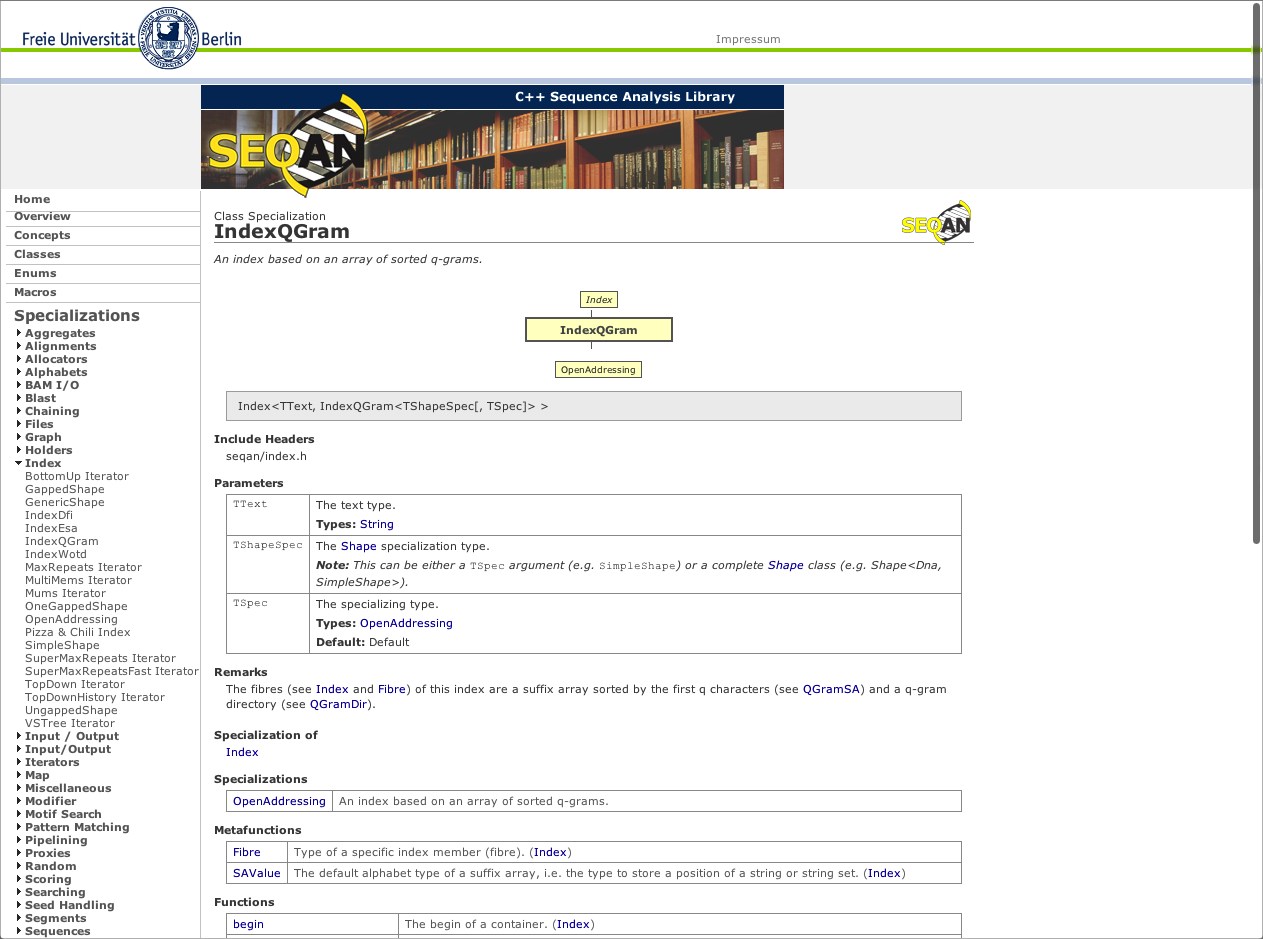 Freie Universität Berlin
Impressum
C++ Sequence Analysis Library
SEQAN
Home
Overview
Concepts
Classes
Enums
Macros
Specializations
Aggregates
Alignments
Allocators
Alphabets
BAM I/O
Blast
Chaining
Files
Graph
Holders
Index
BottomUp Iterator
GappedShape
GenericShape
IndexDfi
IndexEsa
IndexQGram
IndexWotd
MaxRepeats Iterator
MultiMems Iterator
Mums Iterator
OneGappedShape
OpenAddressing
Pizza & Chili Index
SimpleShape
SuperMaxRepeats Iterator
SuperMaxRepeatsFast Iterator
TopDown Iterator
TopDownHistory Iterator
UngappedShape
VSTree Iterator
Input / Output
Input/Output
Iterators
Map
Miscellaneous
Modifier
Motif Search
Pattern Matching
Pipelining
Proxies
Random
Scoring
Searching
Seed Handling
Segments
Sequences
Class Specialization
IndexQGram
SEQAN
An index based on an array of sorted q-grams.
Index
IndexQGram
OpenAddressing
Index<TText, IndexQGram<TShapeSpec[, TSpec]> >
Include Headers
seqan/index.h
Parameters
TText The text type.
Types: String
TShapeSpec The Shape specialization type.
Note: This can be either a TSpec argument (e.g. SimpleShape) or a complete Shape class (e.g. Shape<Dna,
SimpleShape>).
TSpec The specializing type.
Types: OpenAddressing
Default: Default
Remarks
The fibres (see Index and Fibre) of this index are a suffix array sorted by the first q characters (see QGramSA) and a q-gram
directory (see QGramDir).
Specialization of
Index
Specializations
OpenAddressing An index based on an array of sorted q-grams.
Metafunctions
Fibre Type of a specific index member (fibre). (Index)
SAValue The default alphabet type of a suffix array, i.e. the type to store a position of a string or string set. (Index)
Functions
begin The begin of a container. (Index)